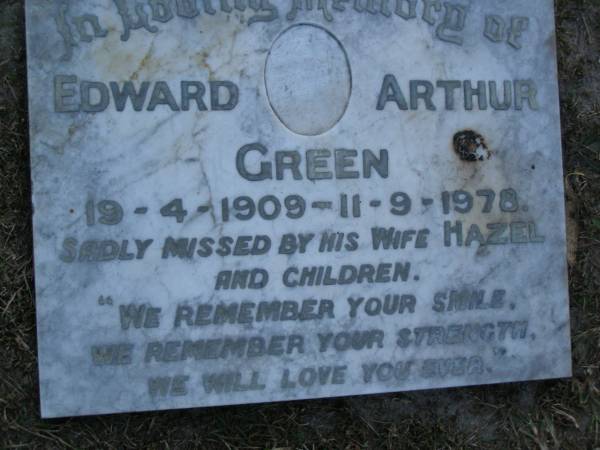 In Loving Memory of
EDWARD ARTHUR
GREEN
19-4-1909-11-9-1978.
SADLY MISSED BY HIS WIFE HAZEL
AND CHILDREN.
"WE REMEMBER YOUR SMILE,
WE REMEMBER YOUR STRENGTH,
WE WILL LOVE YOU EVER."